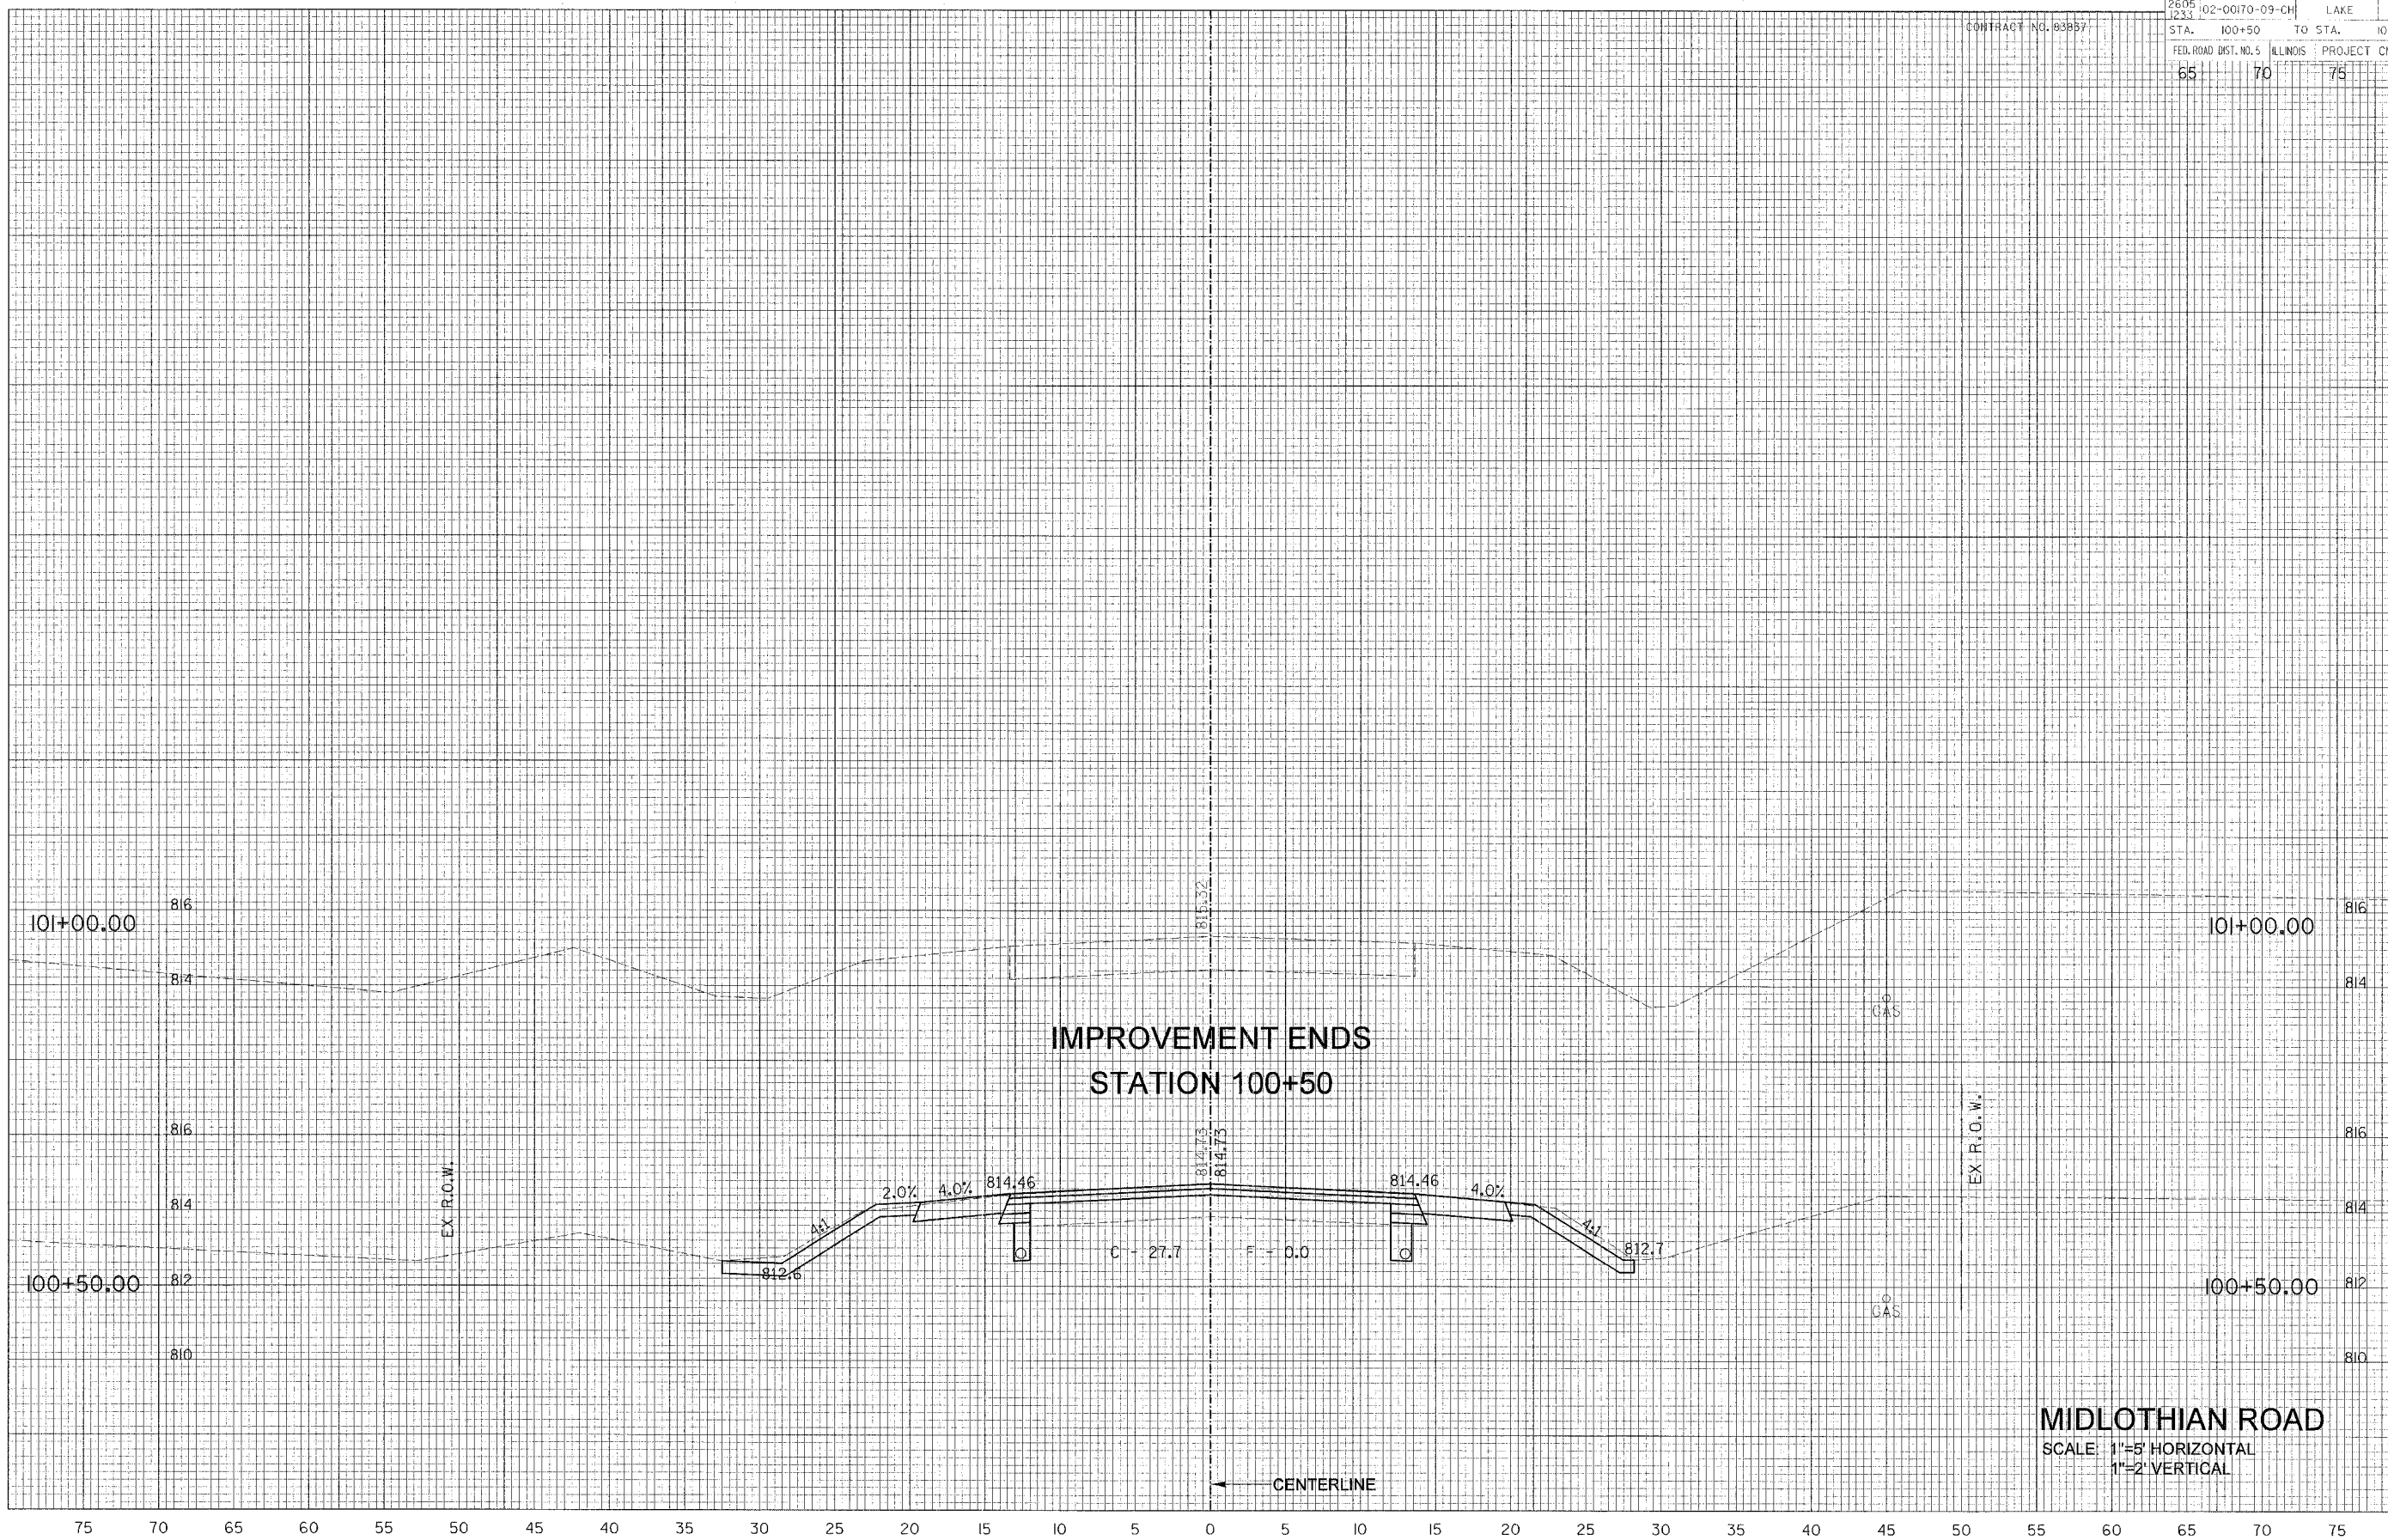 2605
1233
02-00170-09-CH
LAKE
CONTRACT NO. 83837
STA. 100+50 TO STA. 10
FED. ROAD DIST. NO. 5 ILLINOIS PROJECT
65 70 75
815.32
816 816
101+00.00 101+00.00
814 814
GAS
IMPROVEMENT ENDS
STATION 100+50
816 816
EX R.O.W. EX R.O.W.
814.73 814.73
2.0% 4.0% 814.46 814.46 4.0%
814 814
4:1 4:1
C - 27.7 F - 0.0
812.6 812.7
100+50.00 812 812 100+50.00
GAS
810 810
MIDLOTHIAN ROAD
SCALE: 1"=5' HORIZONTAL
1"=2' VERTICAL
CENTERLINE
75 70 65 60 55 50 45 40 35 30 25 20 15 10 5 0 5 10 15 20 25 30 35 40 45 50 55 60 65 70 75